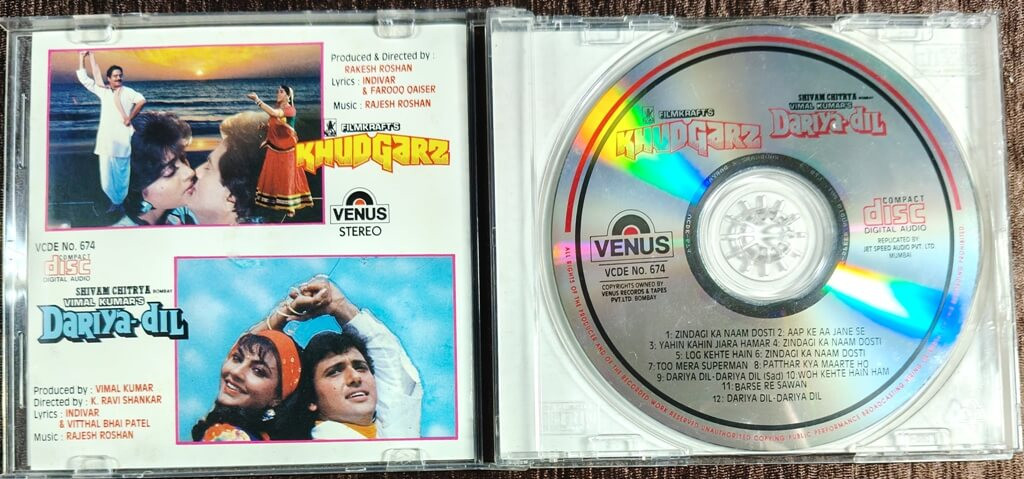 Produced & Directed by :
RAKESH ROSHAN
Lyrics : INDIVAR
& FAROOQ QAISER
Music : RAJESH ROSHAN
FILMKRAFT'S
KHUDGARZ
VENUS
STEREO
VCDE No. 674
COMPACT
disc
DIGITAL AUDIO
SHIVAM CHITRYA BOMBAY
VIMAL KUMAR'S
DARIYA-DIL
Produced by : VIMAL KUMAR
Directed by : K. RAVI SHANKAR
Lyrics : INDIVAR
& VITTHAL BHAI PATEL
Music : RAJESH ROSHAN
FILMKRAFT'S
KHUDGARZ
SHIVAM CHITRYA BOMBAY
VIMAL KUMAR'S
DARIYA-DIL
COMPACT
disc
DIGITAL AUDIO
REPLICATED BY
JET SPEED AUDIO PVT. LTD.
MUMBAI
VENUS
VCDE No. 674
COPYRIGHTS OWNED BY
VENUS RECORDS & TAPES
PVT.LTD. BOMBAY
1: ZINDAGI KA NAAM DOSTI 2: AAP KE AA JANE SE
3: YAHIN KAHIN JIARA HAMAR 4: ZINDAGI KA NAAM DOSTI
5: LOG KEHTE HAIN 6: ZINDAGI KA NAAM DOSTI
7:TOO MERA SUPERMAN 8: PATTHAR KYA MAARTE HO
9: DARIYA DIL-DARIYA DIL (Sad) 10:WOH KEHTE HAIN HAM
11: BARSE RE SAWAN
12: DARIYA DIL-DARIYA DIL
ALL RIGHTS OF THE PRODUCER AND OF THE RECORDED WORK RESERVED UNAUTHORISED COPYING PUBLIC PERFORMANCE BROADCASTING